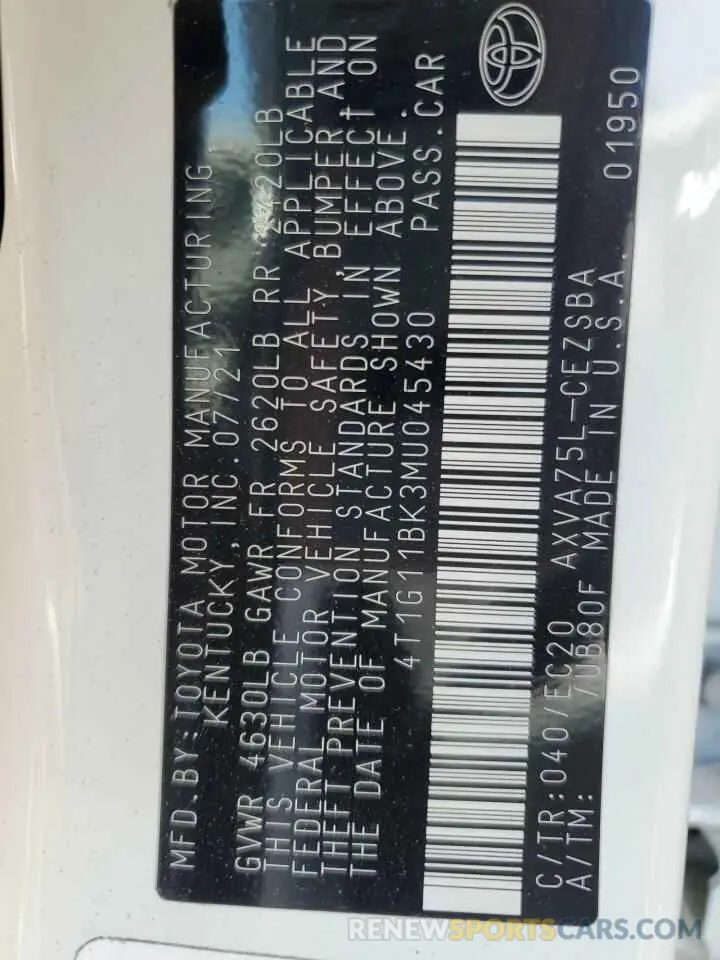 MFD.BY:TOYOTA MOTOR MANUFACTURING,
KENTUCKY, INC. 07/21
GVWR 4630LB GAWR FR 2620LB RR 2420LB
THIS VEHICLE CONFORMS TO ALL APPLICABLE
FEDERAL MOTOR VEHICLE SAFETY, BUMPER, AND
THEFT PREVENTION STANDARDS IN EFFECT ON
THE DATE OF MANUFACTURE SHOWN ABOVE.
4T1G11BK3MU045430 PASS.CAR
C/TR:040/EC20 AXVA75L-CEZSBA 01950
A/TM: /UB80F MADE IN U.S.A.
RENEWSPORTSCARS.COM